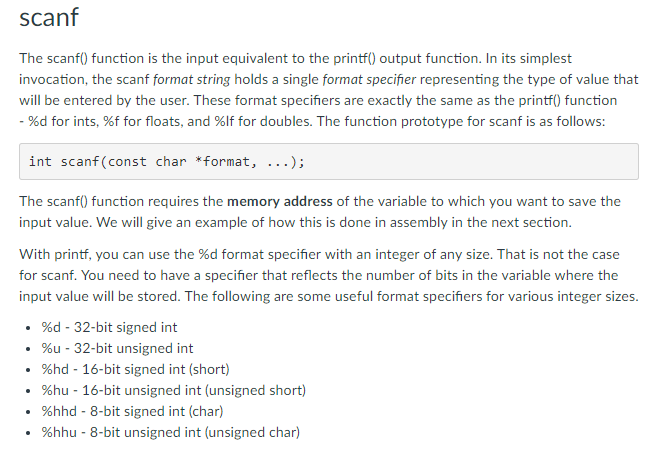 scanf
The scanf() function is the input equivalent to the printf() output function. In its simplest
invocation, the scanf format string holds a single format specifier representing the type of value that
will be entered by the user. These format specifiers are exactly the same as the printf() function
- %d for ints, %f for floats, and %lf for doubles. The function prototype for scanf is as follows:
int scanf(const char *format, ...);
The scanf() function requires the memory address of the variable to which you want to save the
input value. We will give an example of how this is done in assembly in the next section.
With printf, you can use the %d format specifier with an integer of any size. That is not the case
for scanf. You need to have a specifier that reflects the number of bits in the variable where the
input value will be stored. The following are some useful format specifiers for various integer sizes.
• %d - 32-bit signed int
• %u - 32-bit unsigned int
• %hd - 16-bit signed int (short)
• %hu - 16-bit unsigned int (unsigned short)
• %hhd - 8-bit signed int (char)
• %hhu - 8-bit unsigned int (unsigned char)